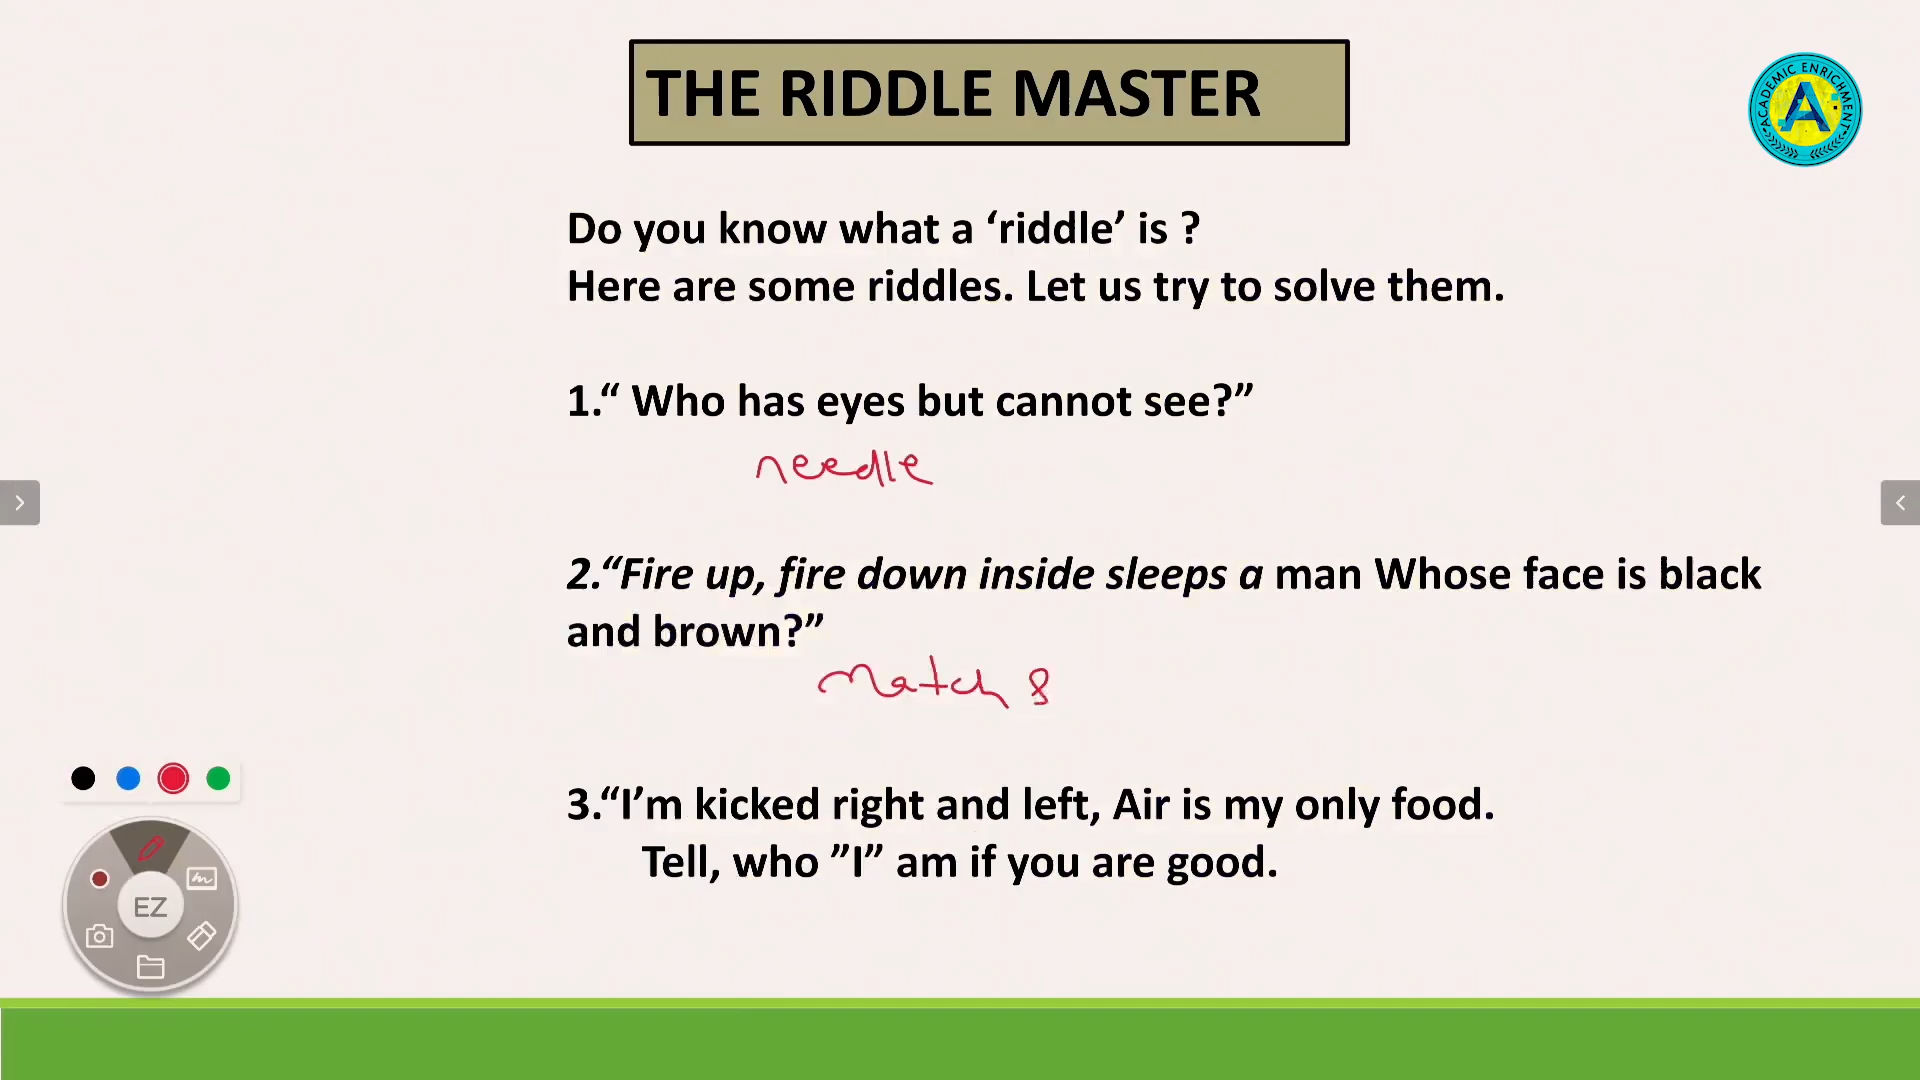 THE RIDDLE MASTER
ACADEMIC ENRICHMENT
A
Do you know what a ‘riddle’ is ?
Here are some riddles. Let us try to solve them.
1.“ Who has eyes but cannot see?”
needle
2.“Fire up, fire down inside sleeps a man Whose face is black
and brown?”
match
3.“I’m kicked right and left, Air is my only food.
Tell, who ”I” am if you are good.
EZ